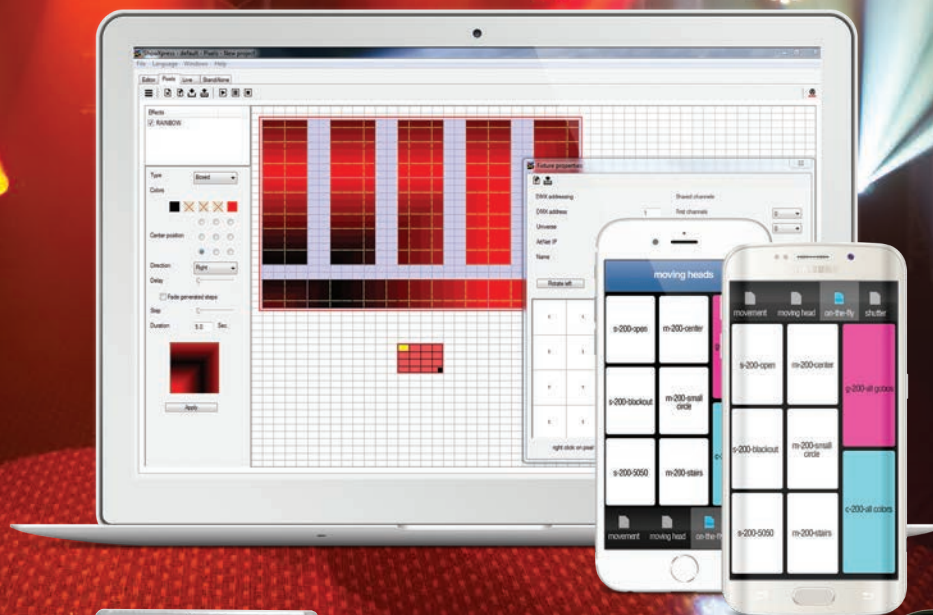 ShowXpress - default - Pixels - New project
File Language Windows Help
Editor Pixels Live StandAlone
Effects
RAINBOW
Type Boxed
Colors
Center position
Direction Right
Delay
Fade generated steps
Step
Duration 5.0 Sec.
Apply
Fixture properties
DMX addressing Shared channels
DMX address 1 first channels 0
Universe 0
ArtNet IP
Name
Rotate left
right click on pixel
moving heads
s-200-open m-200-center
s-200-blackout m-200-small
circle
s-200-5050 m-200-stairs
movement moving head on-the-fly
SAMSUNG
movement moving head on-the-fly shutter
s-200-open m-200-center
g-200-all gobos
s-200-blackout m-200-small
circle
c-200-all colors
s-200-5050 m-200-stairs